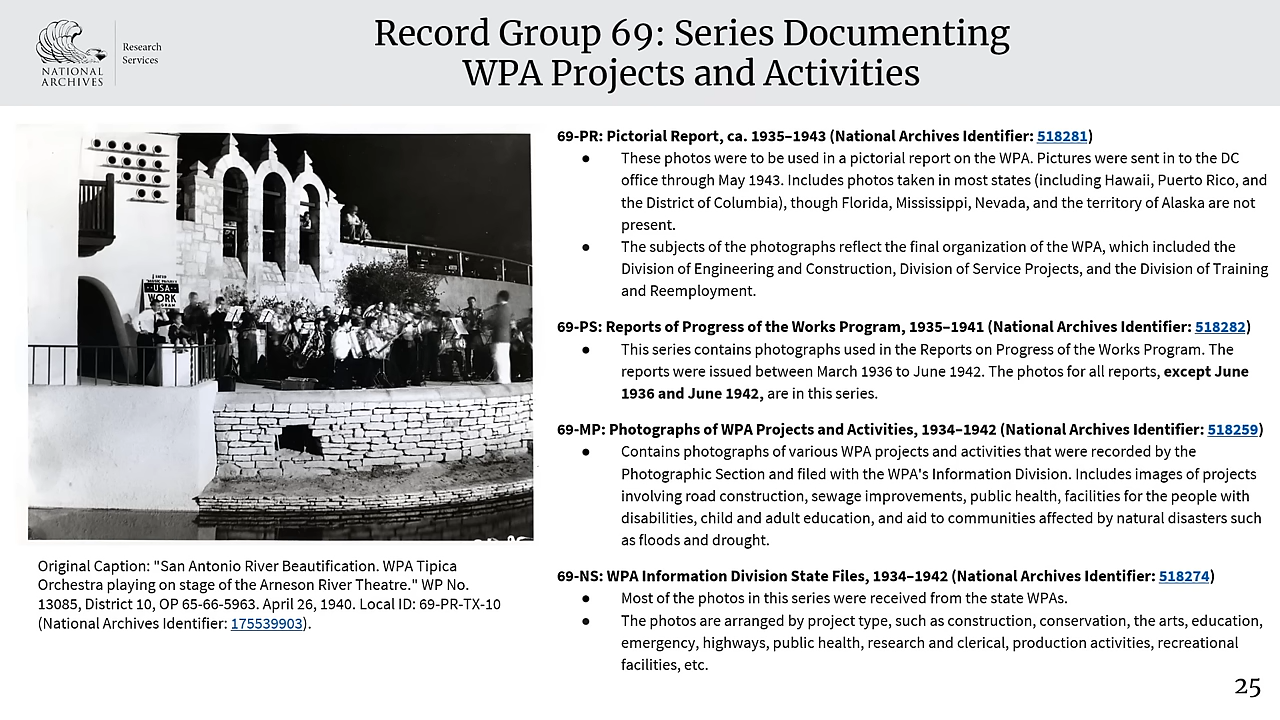 NATIONAL
ARCHIVES
Research
Services
Record Group 69: Series Documenting
WPA Projects and Activities
USA
WORK
Original Caption: "San Antonio River Beautification. WPA Tipica
Orchestra playing on stage of the Arneson River Theatre." WP No.
13085, District 10, OP 65-66-5963. April 26, 1940. Local ID: 69-PR-TX-10
(National Archives Identifier: 175539903).
69-PR: Pictorial Report, ca. 1935–1943 (National Archives Identifier: 518281)
● These photos were to be used in a pictorial report on the WPA. Pictures were sent in to the DC
office through May 1943. Includes photos taken in most states (including Hawaii, Puerto Rico, and
the District of Columbia), though Florida, Mississippi, Nevada, and the territory of Alaska are not
present.
● The subjects of the photographs reflect the final organization of the WPA, which included the
Division of Engineering and Construction, Division of Service Projects, and the Division of Training
and Reemployment.
69-PS: Reports of Progress of the Works Program, 1935–1941 (National Archives Identifier: 518282)
● This series contains photographs used in the Reports on Progress of the Works Program. The
reports were issued between March 1936 to June 1942. The photos for all reports, except June
1936 and June 1942, are in this series.
69-MP: Photographs of WPA Projects and Activities, 1934–1942 (National Archives Identifier: 518259)
● Contains photographs of various WPA projects and activities that were recorded by the
Photographic Section and filed with the WPA's Information Division. Includes images of projects
involving road construction, sewage improvements, public health, facilities for the people with
disabilities, child and adult education, and aid to communities affected by natural disasters such
as floods and drought.
69-NS: WPA Information Division State Files, 1934–1942 (National Archives Identifier: 518274)
● Most of the photos in this series were received from the state WPAs.
● The photos are arranged by project type, such as construction, conservation, the arts, education,
emergency, highways, public health, research and clerical, production activities, recreational
facilities, etc.
25